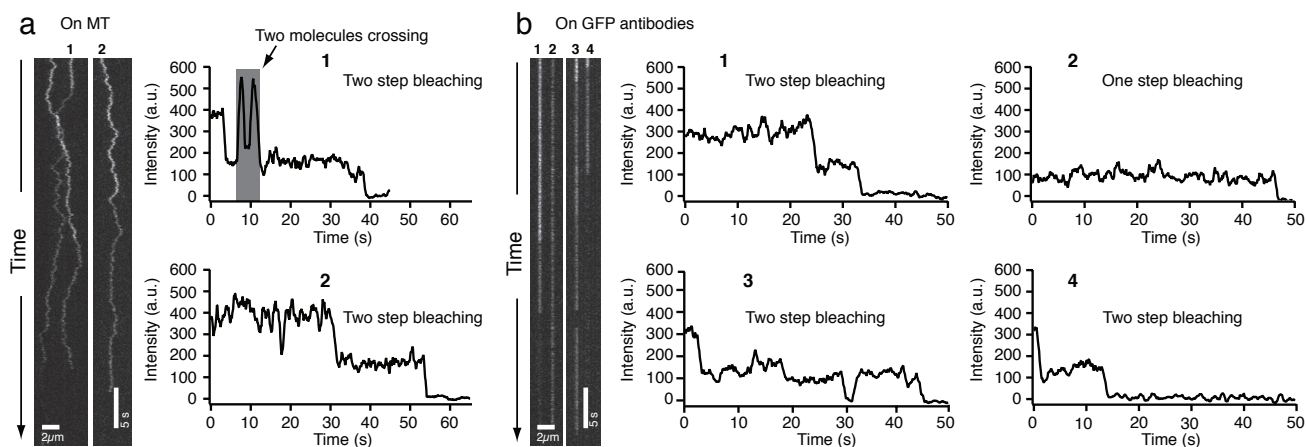 a
On MT
1
2
Time
2μm
5 s
Two molecules crossing
1
Two step bleaching
Intensity (a.u.)
600
500
400
300
200
100
0
0 10 20 30 40 50 60
Time (s)
2
Two step bleaching
Intensity (a.u.)
600
500
400
300
200
100
0
0 10 20 30 40 50 60
Time (s)
b
On GFP antibodies
1 2 3 4
Time
2μm
5 s
1
Two step bleaching
Intensity (a.u.)
600
500
400
300
200
100
0
0 10 20 30 40 50
Time (s)
2
One step bleaching
Intensity (a.u.)
600
500
400
300
200
100
0
0 10 20 30 40 50
Time (s)
3
Two step bleaching
Intensity (a.u.)
600
500
400
300
200
100
0
0 10 20 30 40 50
Time (s)
4
Two step bleaching
Intensity (a.u.)
600
500
400
300
200
100
0
0 10 20 30 40 50
Time (s)